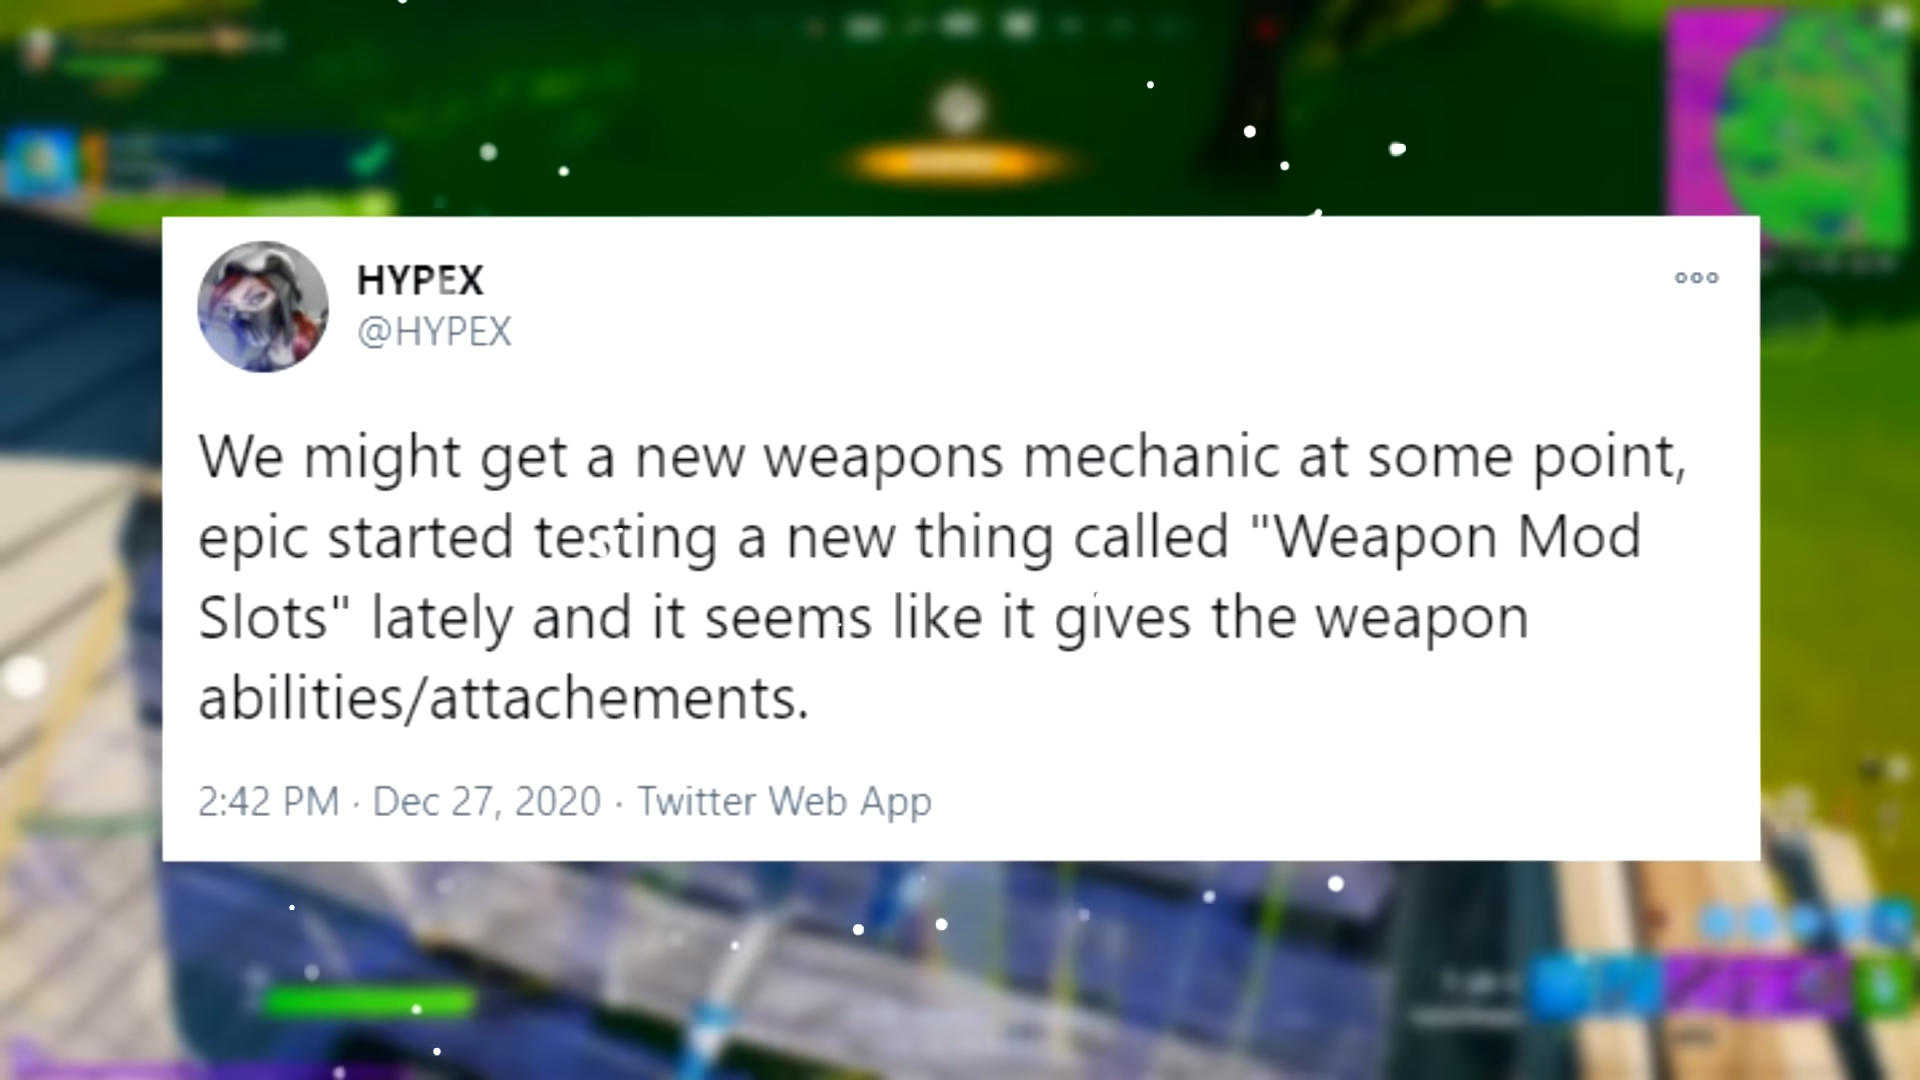 HYPEX
@HYPEX
We might get a new weapons mechanic at some point,
epic started testing a new thing called "Weapon Mod
Slots" lately and it seems like it gives the weapon
abilities/attachements.
2:42 PM · Dec 27, 2020 · Twitter Web App